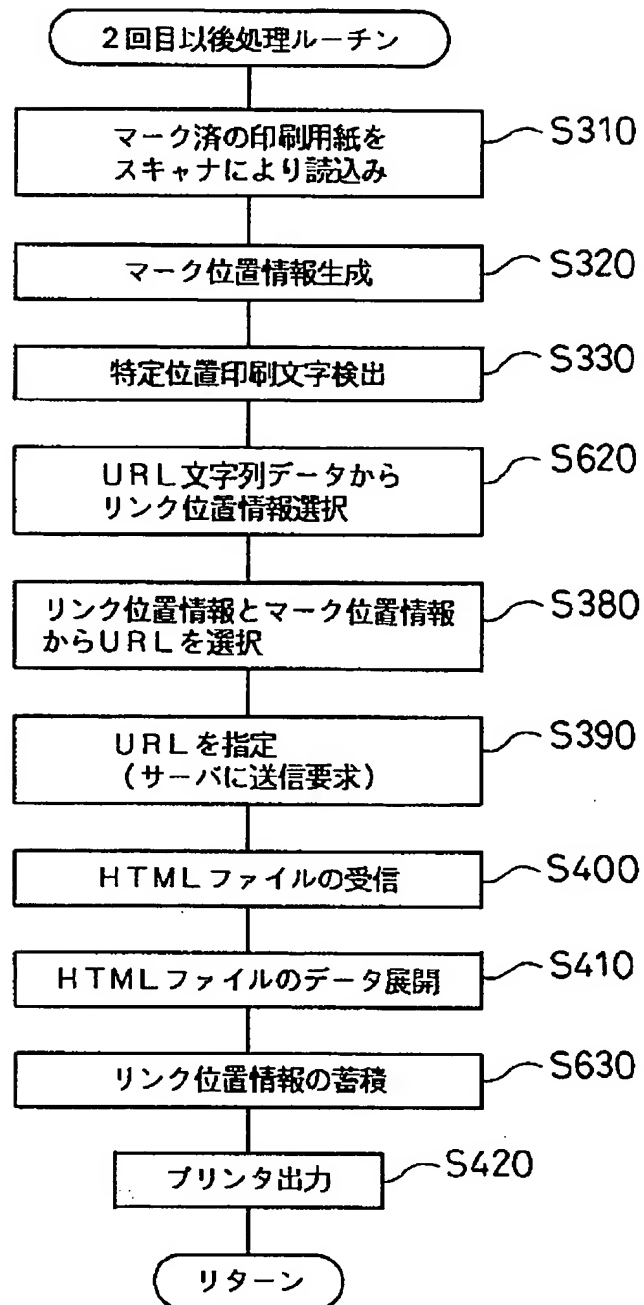 2回目以後処理ルーチン
マーク済の印刷用紙を
スキャナにより読込み
S310
マーク位置情報生成
S320
特定位置印刷文字検出
S330
URL文字列データから
リンク位置情報選択
S620
リンク位置情報とマーク位置情報
からURLを選択
S380
URLを指定
(サーバに送信要求)
S390
HTMLファイルの受信
S400
HTMLファイルのデータ展開
S410
リンク位置情報の蓄積
S630
プリンタ出力
S420
リターン